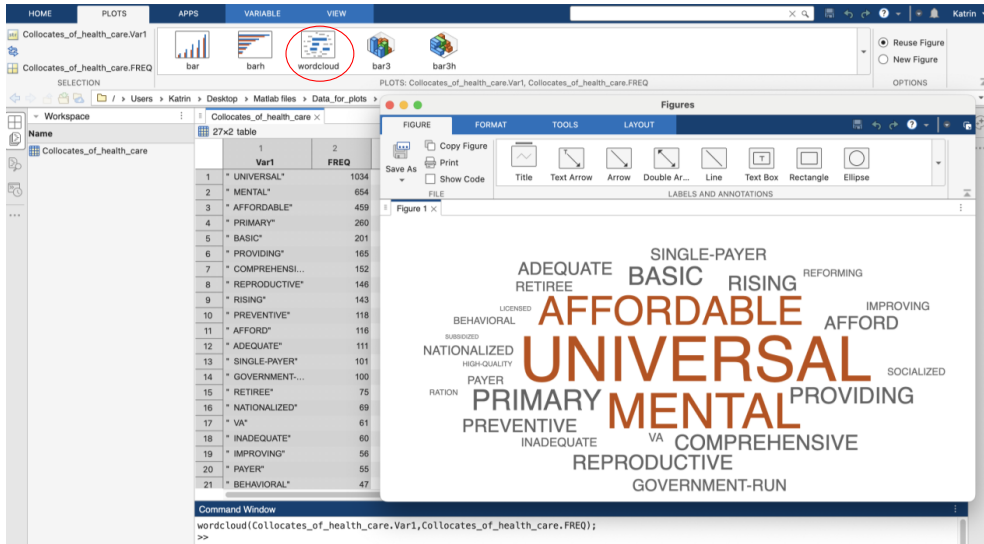 HOME PLOTS APPS VARIABLE VIEW Katrin
Collocates_of_health_care.Var1
Collocates_of_health_care.FREQ
bar barh wordcloud bar3 bar3h
Reuse Figure
New Figure
SELECTION PLOTS: Collocates_of_health_care.Var1, Collocates_of_health_care.FREQ OPTIONS
/ › Users › Katrin › Desktop › Matlab files › Data_for_plots ›
Workspace
Name
Collocates_of_health_care
Collocates_of_health_care ×
27x2 table
1 2
Var1 FREQ
1 " UNIVERSAL" 1034
2 " MENTAL" 654
3 " AFFORDABLE" 459
4 " PRIMARY" 260
5 " BASIC" 201
6 " PROVIDING" 165
7 " COMPREHENSI... 152
8 " REPRODUCTIVE" 146
9 " RISING" 143
10 " PREVENTIVE" 118
11 " AFFORD" 116
12 " ADEQUATE" 111
13 " SINGLE-PAYER" 101
14 " GOVERNMENT-... 100
15 " RETIREE" 75
16 " NATIONALIZED" 69
17 " VA" 61
18 " INADEQUATE" 60
19 " IMPROVING" 56
20 " PAYER" 55
21 " BEHAVIORAL" 47
Figures
FIGURE FORMAT TOOLS LAYOUT
Save As
Copy Figure
Print
Show Code
FILE
Title Text Arrow Arrow Double Ar... Line Text Box Rectangle Ellipse
LABELS AND ANNOTATIONS
Figure 1 ×
SINGLE-PAYER
ADEQUATE BASIC RISING REFORMING
RETIREE
LICENSED AFFORDABLE IMPROVING
BEHAVIORAL AFFORD
SUBSIDIZED
NATIONALIZED UNIVERSAL
HIGH-QUALITY
PAYER SOCIALIZED
RATION PRIMARY MENTAL PROVIDING
PREVENTIVE
INADEQUATE VA COMPREHENSIVE
REPRODUCTIVE
GOVERNMENT-RUN
Command Window
wordcloud(Collocates_of_health_care.Var1,Collocates_of_health_care.FREQ);
>>